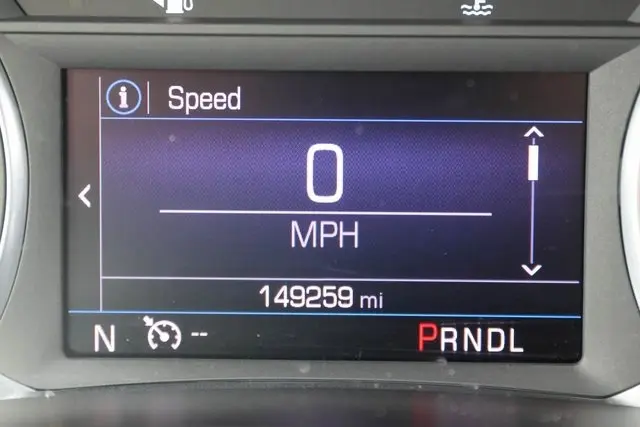 Speed
0
MPH
149259 mi
N --
PRNDL